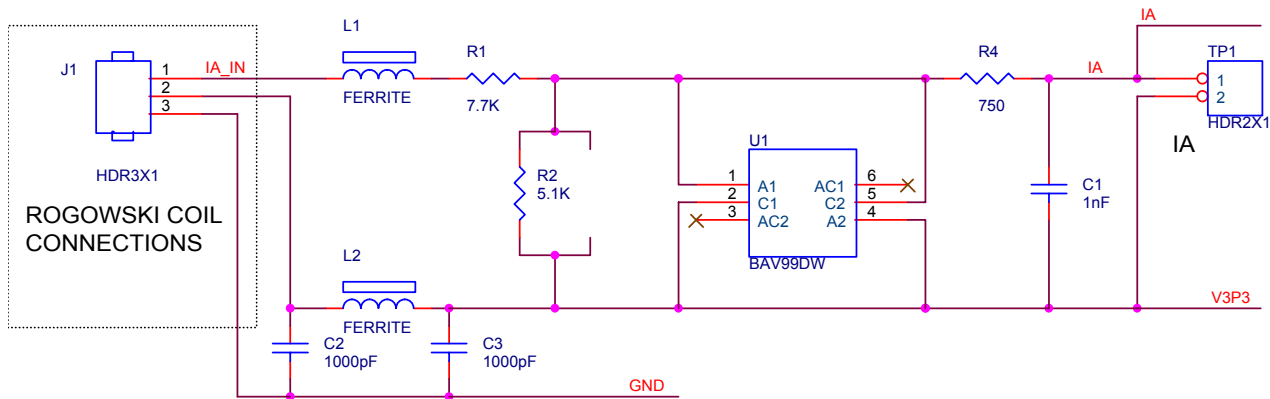 IA
L1
R1
R4
TP1
J1
1
IA_IN
2
3
FERRITE
7.7K
750
IA
1
2
HDR2X1
IA
U1
HDR3X1
R2
5.1K
1
A1
AC1
6
2
C1
C2
5
3
AC2
A2
4
BAV99DW
C1
1nF
ROGOWSKI COIL
CONNECTIONS
L2
V3P3
FERRITE
C2
1000pF
C3
1000pF
GND